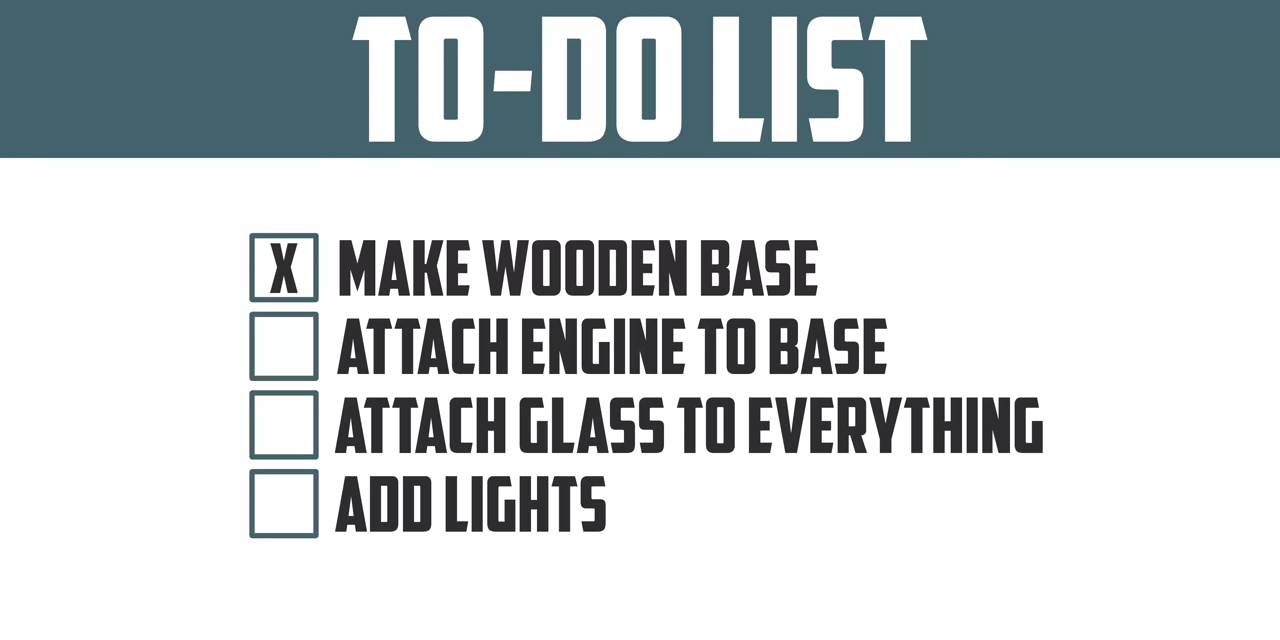 TO-DO LIST
X MAKE WOODEN BASE
ATTACH ENGINE TO BASE
ATTACH GLASS TO EVERYTHING
ADD LIGHTS